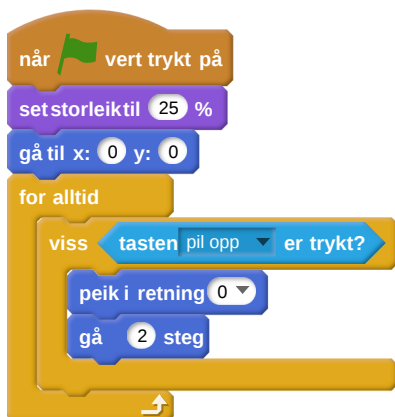 når vert trykt på
set storleik til 25 %
gå til x: 0 y: 0
for alltid
viss tasten pil opp er trykt?
peik i retning 0
gå 2 steg